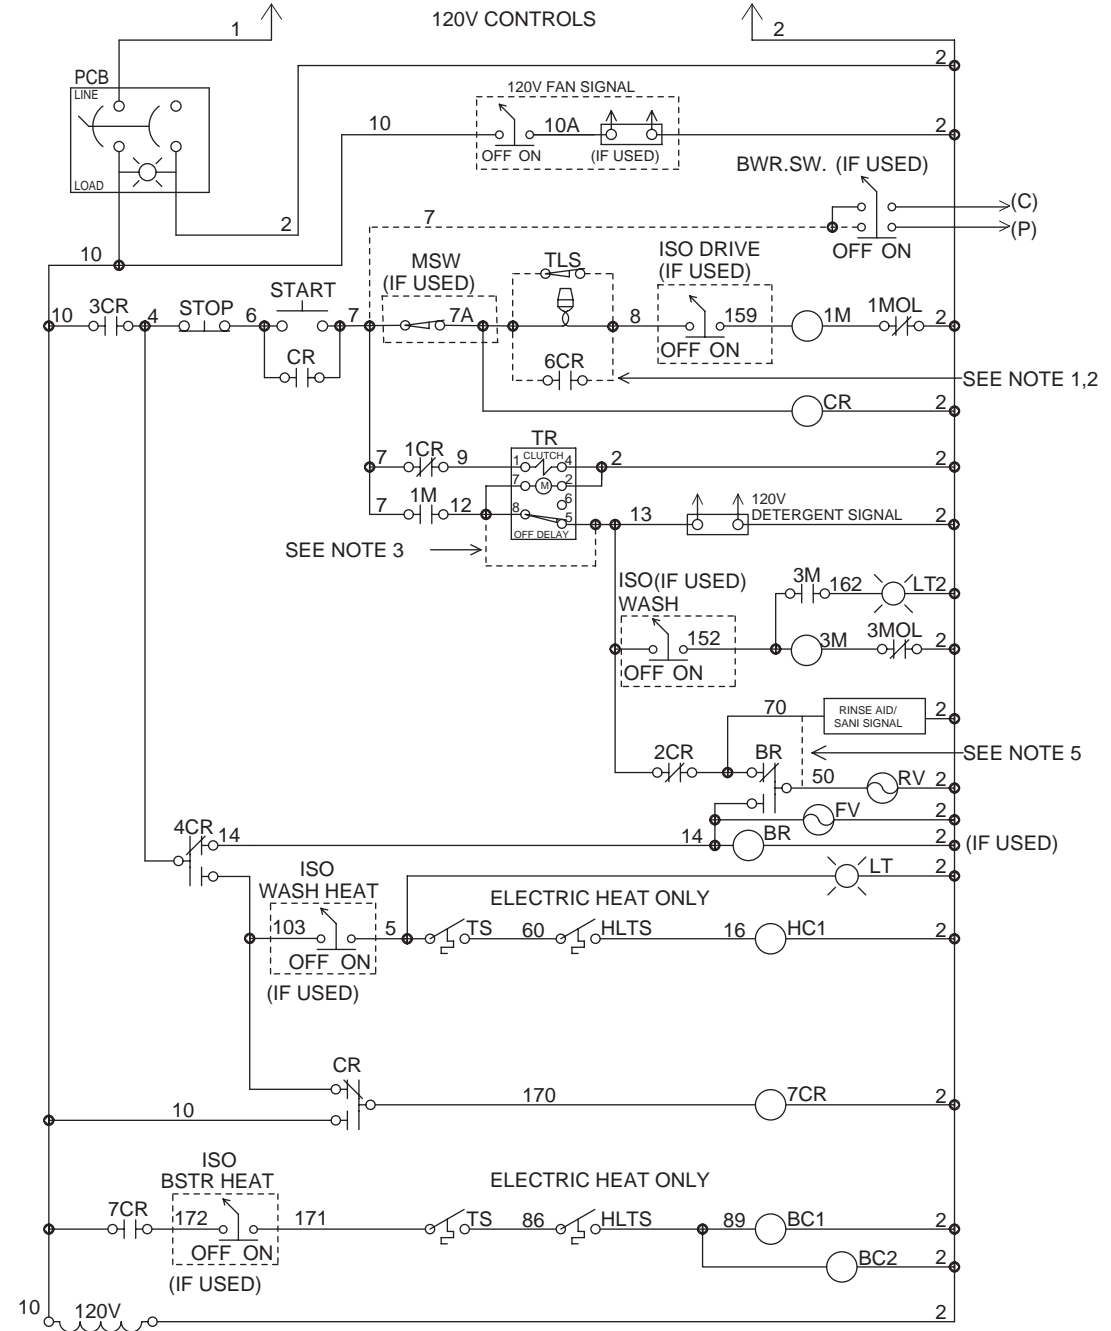 120V CONTROLS
1
2
2
PCB
LINE
LOAD
120V FAN SIGNAL
10
10A
2
OFF ON
(IF USED)
BWR.SW. (IF USED)
2
7
(C)
(P)
OFF ON
10
MSW
(IF USED)
TLS
ISO DRIVE
(IF USED)
10
3CR
4
STOP
6
START
7
7A
8
159
1M
1MOL
2
OFF ON
CR
6CR
SEE NOTE 1,2
CR
2
TR
7
1CR
9
1
CLUTCH
4
2
2
7
M
2
6
7
1M
12
8
5
OFF DELAY
13
120V
DETERGENT SIGNAL
2
SEE NOTE 3
ISO(IF USED)
WASH
3M
162
LT2
2
152
3M
3MOL
2
OFF ON
70
RINSE AID/
SANI SIGNAL
2
2CR
BR
SEE NOTE 5
50
RV
2
FV
2
4CR
14
14
BR
2
(IF USED)
LT
2
ISO
WASH HEAT
ELECTRIC HEAT ONLY
103
5
TS
60
HLTS
16
HC1
2
OFF ON
(IF USED)
CR
170
7CR
2
10
ISO
BSTR HEAT
ELECTRIC HEAT ONLY
7CR
172
171
TS
86
HLTS
89
BC1
2
OFF ON
(IF USED)
BC2
2
10
120V
2